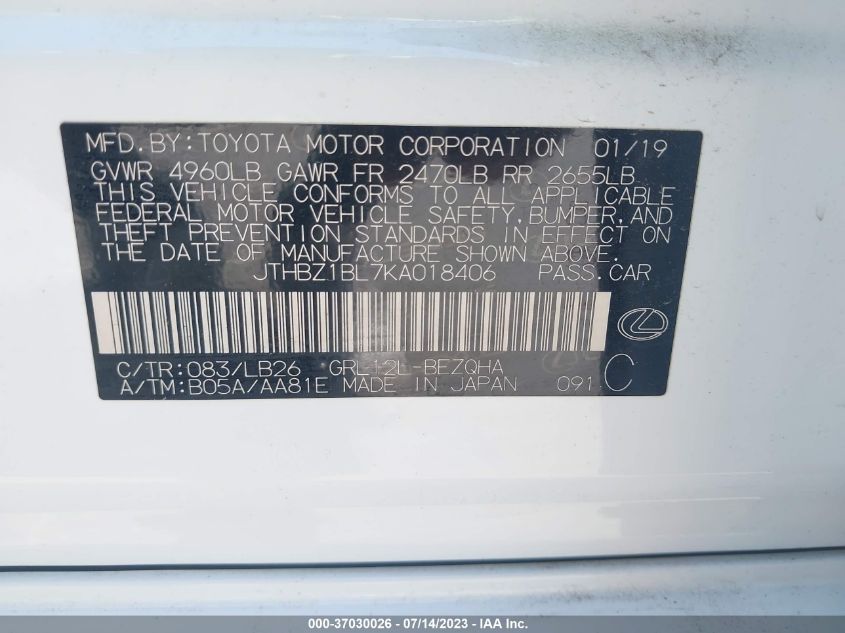 MFD. BY: TOYOTA MOTOR CORPORATION 01/19
GVWR 4960LB GAWR FR 2470LB RR 2655LB
THIS VEHICLE CONFORMS TO ALL APPLICABLE
FEDERAL MOTOR VEHICLE SAFETY, BUMPER, AND
THEFT PREVENTION STANDARDS IN EFFECT ON
THE DATE OF MANUFACTURE SHOWN ABOVE.
JTHBZ1BL7KA018406 PASS. CAR
C/TR: 083/LB26 GRL12L-BEZQHA
A/TM: B05A/AA81E MADE IN JAPAN 091 C
000-37030026 - 07/14/2023 - Copyright © 2023 IAA, Inc.